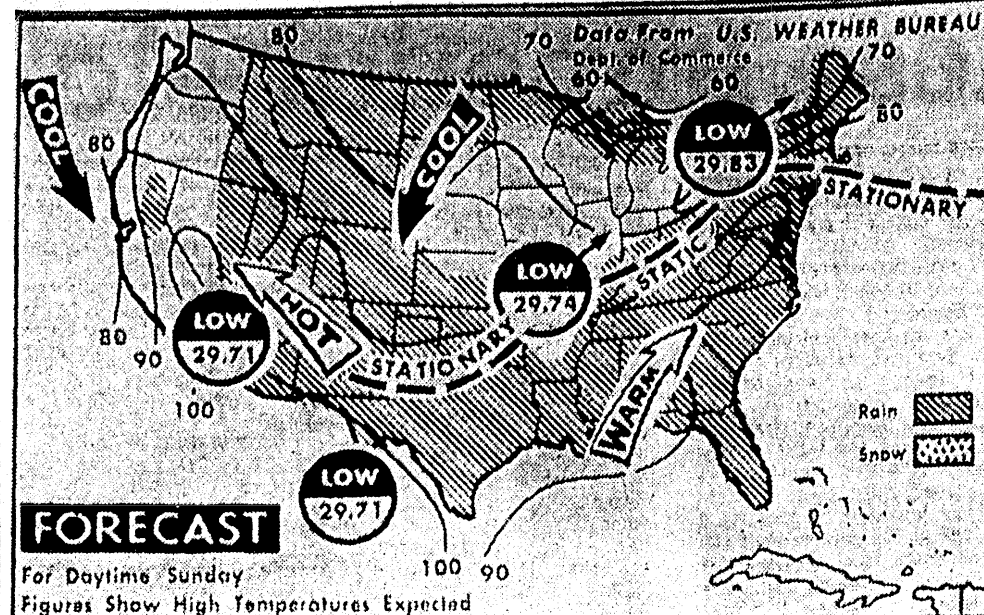 Data From U.S. WEATHER BUREAU
Dept. of Commerce
80
80
70
60
60
70
80
COOL
COOL
LOW
29.83
STATIONARY
LOW
29.74
STATIC
HOT
LOW
29.71
STATIONARY
WARM
80
90
100
LOW
29.71
100
90
Rain
Snow
FORECAST
For Daytime Sunday
Figures Show High Temperatures Expected